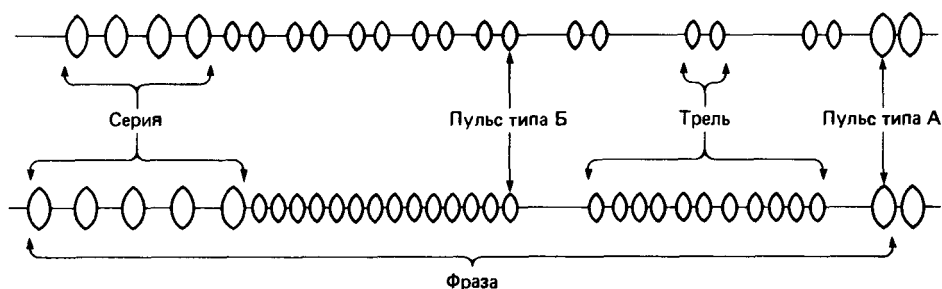 Серия
Пульс типа Б
Трель
Пульс типа А
Фраза